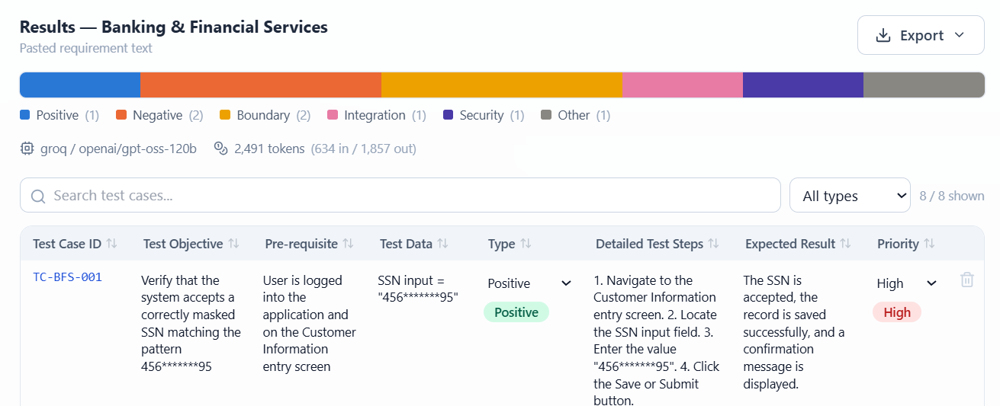 Results — Banking & Financial Services
Export
Pasted requirement text
Positive (1) Negative (2) Boundary (2) Integration (1) Security (1) Other (1)
groq / openai/gpt-oss-120b 2,491 tokens (634 in / 1,857 out)
Search test cases... All types 8 / 8 shown
Test Case ID Test Objective Pre-requisite Test Data Type Detailed Test Steps Expected Result Priority
TC-BFS-001
Verify that the
system accepts a
correctly masked
SSN matching the
pattern
456*******95
User is logged
into the
application and
on the Customer
Information
entry screen
SSN input =
"456*******95"
Positive
Positive
1. Navigate to the
Customer Information
entry screen. 2. Locate
the SSN input field. 3.
Enter the value
"456*******95". 4. Click
the Save or Submit
button.
The SSN is
accepted, the
record is saved
successfully, and a
confirmation
message is
displayed.
High
High